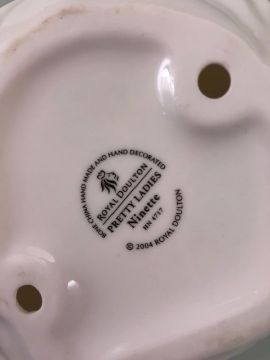 BONE CHINA HAND MADE AND HAND DECORATED
ROYAL DOULTON
PRETTY LADIES
Ninette
HN 4717
© 2004 ROYAL DOULTON